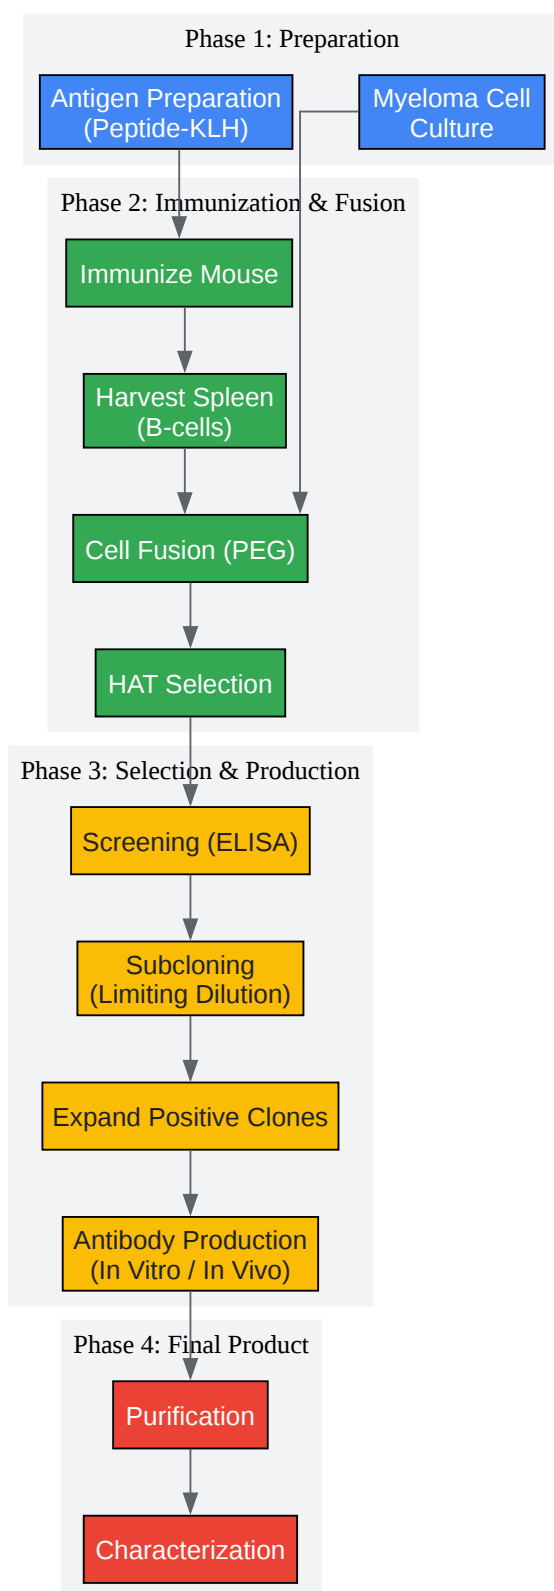 Phase 1: Preparation
Antigen Preparation
(Peptide-KLH)
Myeloma Cell
Culture
Phase 2: Immunization & Fusion
Immunize Mouse
Harvest Spleen
(B-cells)
Cell Fusion (PEG)
HAT Selection
Phase 3: Selection & Production
Screening (ELISA)
Subcloning
(Limiting Dilution)
Expand Positive Clones
Antibody Production
(In Vitro / In Vivo)
Phase 4: Final Product
Purification
Characterization